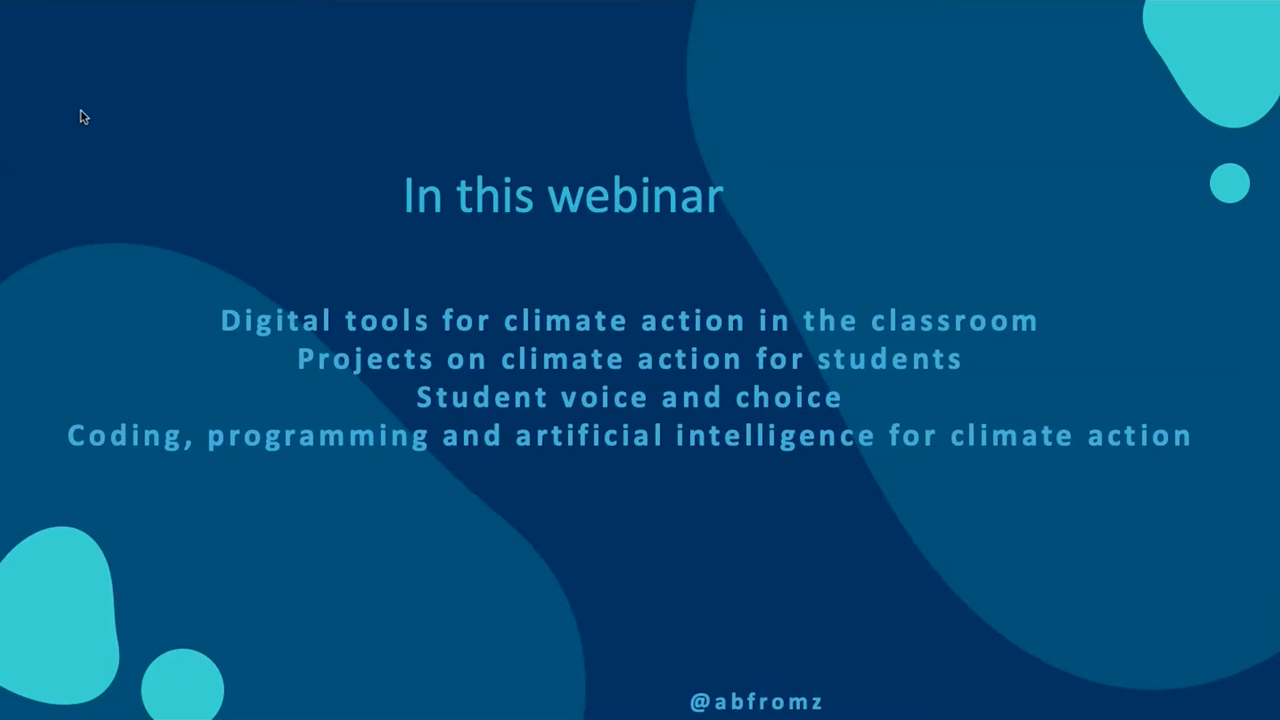 In this webinar
Digital tools for climate action in the classroom
Projects on climate action for students
Student voice and choice
Coding, programming and artificial intelligence for climate action
@abfromz